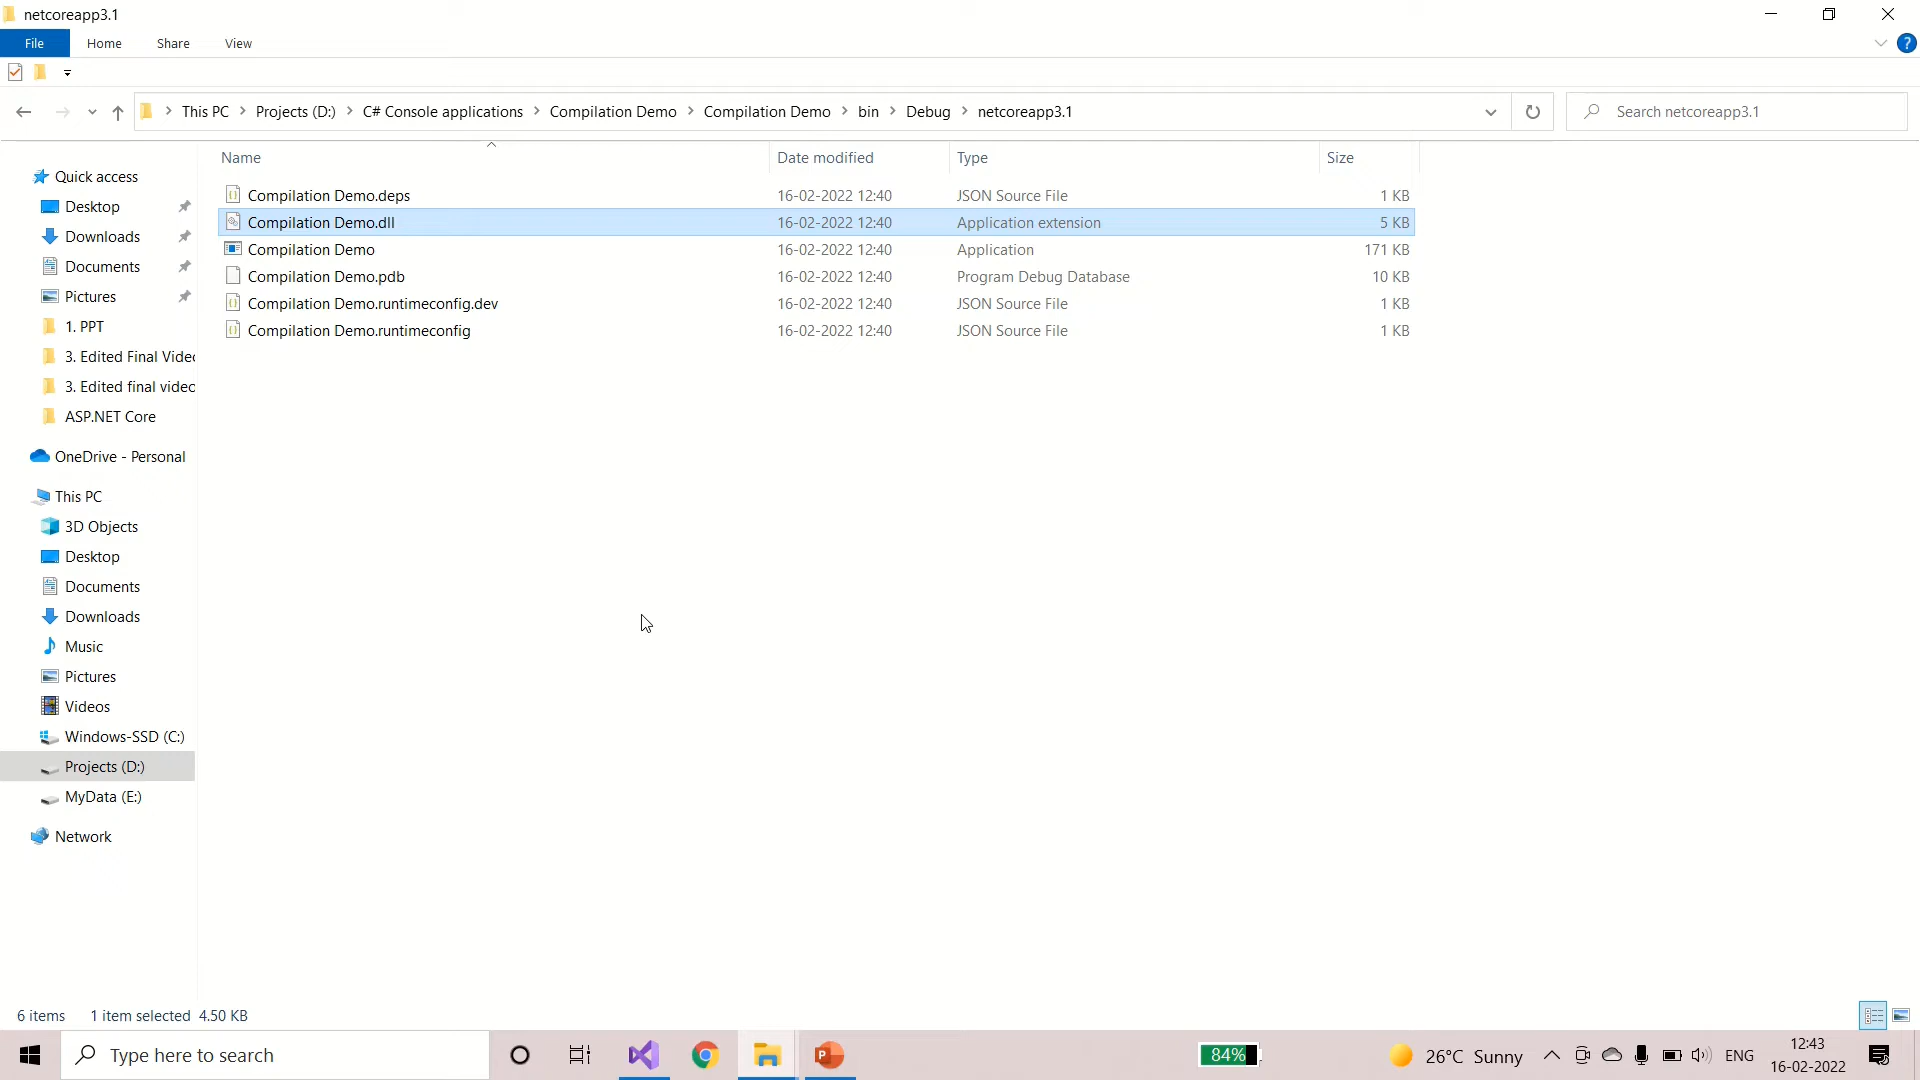 netcoreapp3.1
File Home Share View
This PC Projects (D:) C# Console applications Compilation Demo Compilation Demo bin Debug netcoreapp3.1
Search netcoreapp3.1
Name Date modified Type Size
Compilation Demo.deps 16-02-2022 12:40 JSON Source File 1 KB
Compilation Demo.dll 16-02-2022 12:40 Application extension 5 KB
Compilation Demo 16-02-2022 12:40 Application 171 KB
Compilation Demo.pdb 16-02-2022 12:40 Program Debug Database 10 KB
Compilation Demo.runtimeconfig.dev 16-02-2022 12:40 JSON Source File 1 KB
Compilation Demo.runtimeconfig 16-02-2022 12:40 JSON Source File 1 KB
Quick access
Desktop
Downloads
Documents
Pictures
1. PPT
3. Edited Final Video
3. Edited final video
ASP.NET Core
OneDrive - Personal
This PC
3D Objects
Desktop
Documents
Downloads
Music
Pictures
Videos
Windows-SSD (C:)
Projects (D:)
MyData (E:)
Network
6 items 1 item selected 4.50 KB
Type here to search
84%
26°C Sunny
ENG
12:43
16-02-2022